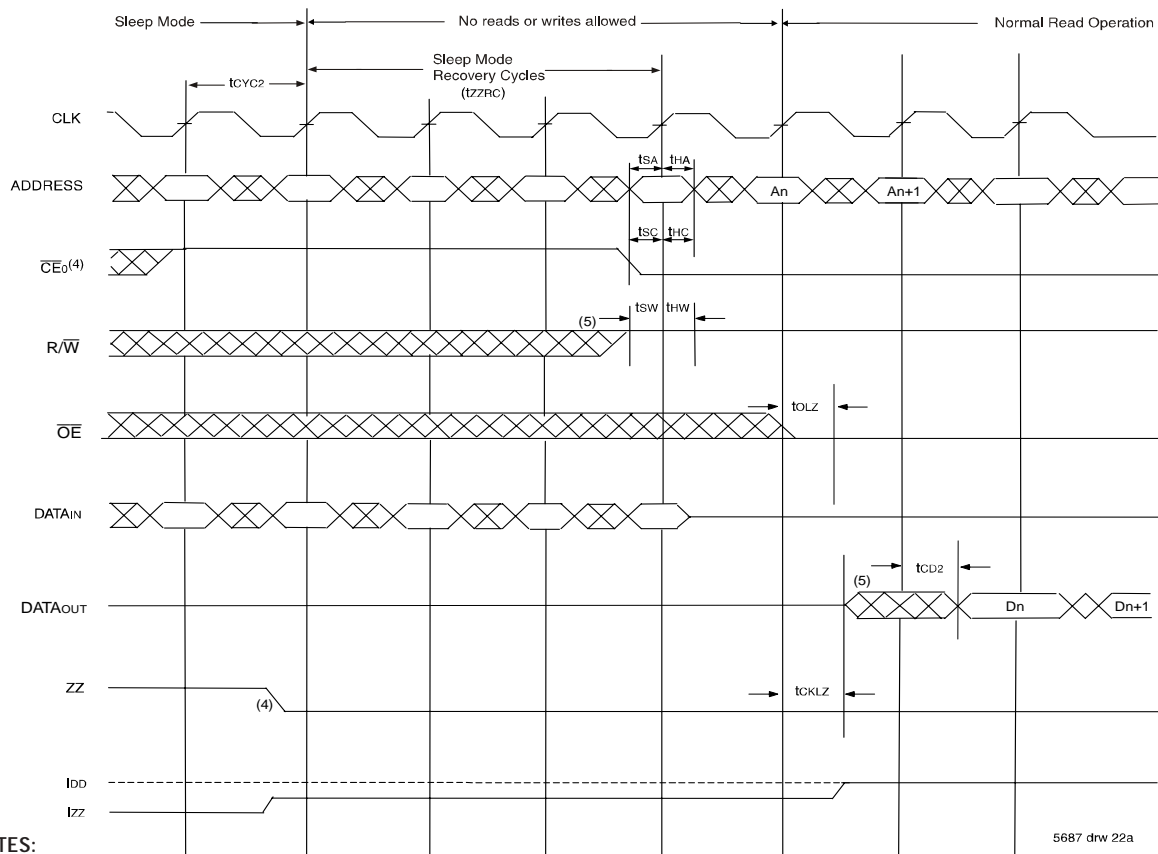 Sleep Mode
No reads or writes allowed
Normal Read Operation
Sleep Mode
Recovery Cycles
(tZZRC)
tCYC2
CLK
tSA tHA
ADDRESS
An
An+1
tSC tHC
CE0(4)
tSW tHW
(5)
R/W
tOLZ
OE
DATAIN
tCD2
(5)
DATAOUT
Dn
Dn+1
ZZ
(4)
tCKLZ
IDD
IZZ
5687 drw 22a
TES: